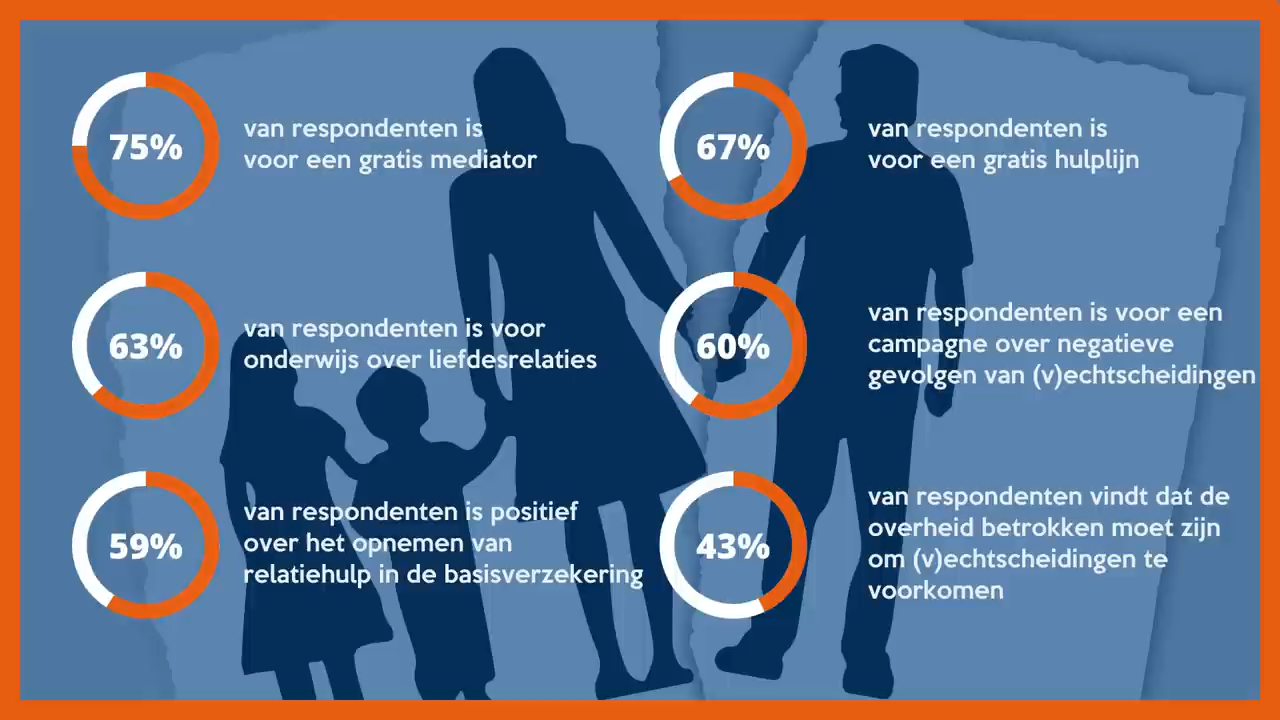 75%
van respondenten is
voor een gratis mediator
67%
van respondenten is
voor een gratis hulplijn
63%
van respondenten is voor
onderwijs over liefdesrelaties
60%
van respondenten is voor een
campagne over negatieve
gevolgen van (v)echtscheidingen
59%
van respondenten is positief
over het opnemen van
relatiehulp in de basisverzekering
43%
van respondenten vindt dat de
overheid betrokken moet zijn
om (v)echtscheidingen te
voorkomen